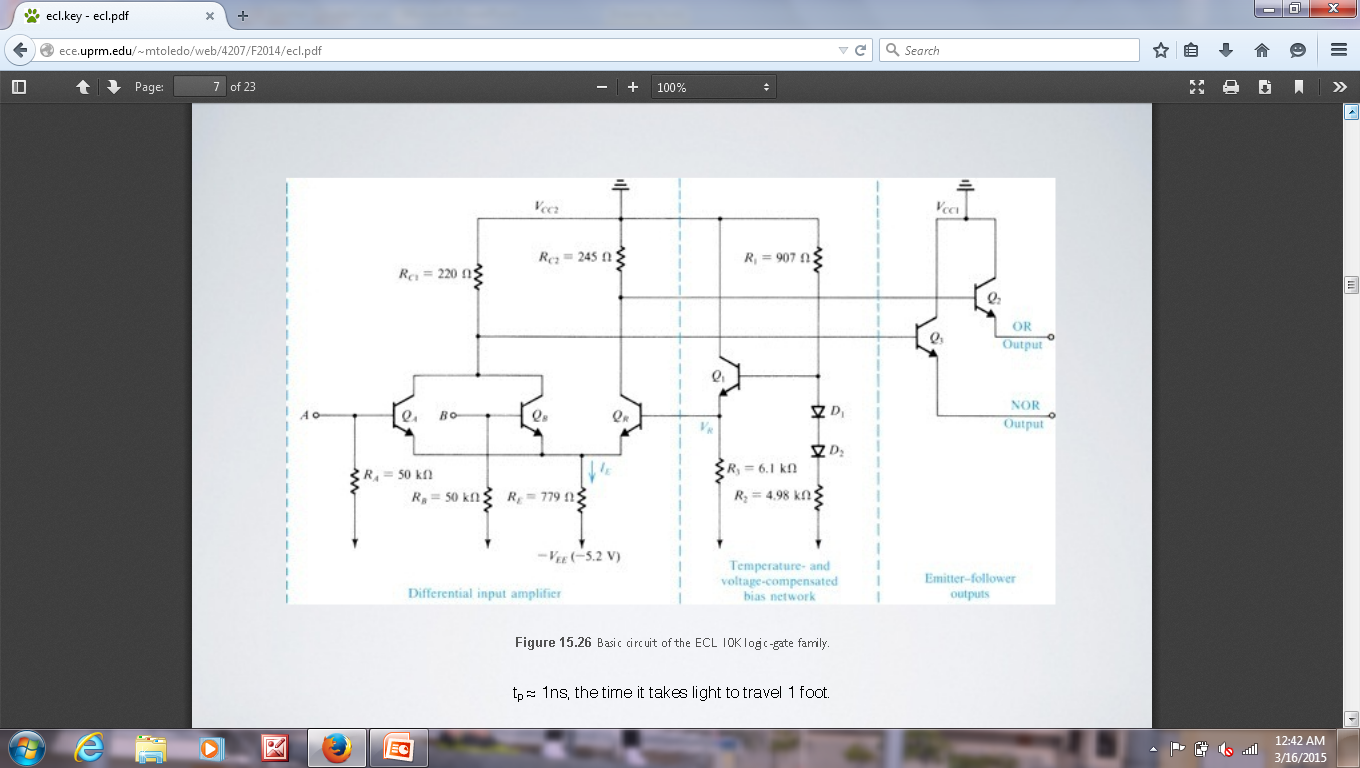 ecl.key - ecl.pdf
ece.uprm.edu/~mtoledo/web/4207/F2014/ecl.pdf
Search
Page: 7 of 23
100%
VCC2
VCC1
RC1 = 220 Ω
RC2 = 245 Ω
R1 = 907 Ω
Q2
OR
Output
Q3
Q1
A
QA
B
QB
QR
VR
D1
NOR
Output
D2
RA = 50 kΩ
IE
R3 = 6.1 kΩ
RB = 50 kΩ
RE = 779 Ω
R2 = 4.98 kΩ
−VEE (−5.2 V)
Differential input amplifier
Temperature- and
voltage-compensated
bias network
Emitter–follower
outputs
Figure 15.26 Basic circuit of the ECL 10K logic-gate family.
tp ≈ 1ns, the time it takes light to travel 1 foot.
12:42 AM
3/16/2015